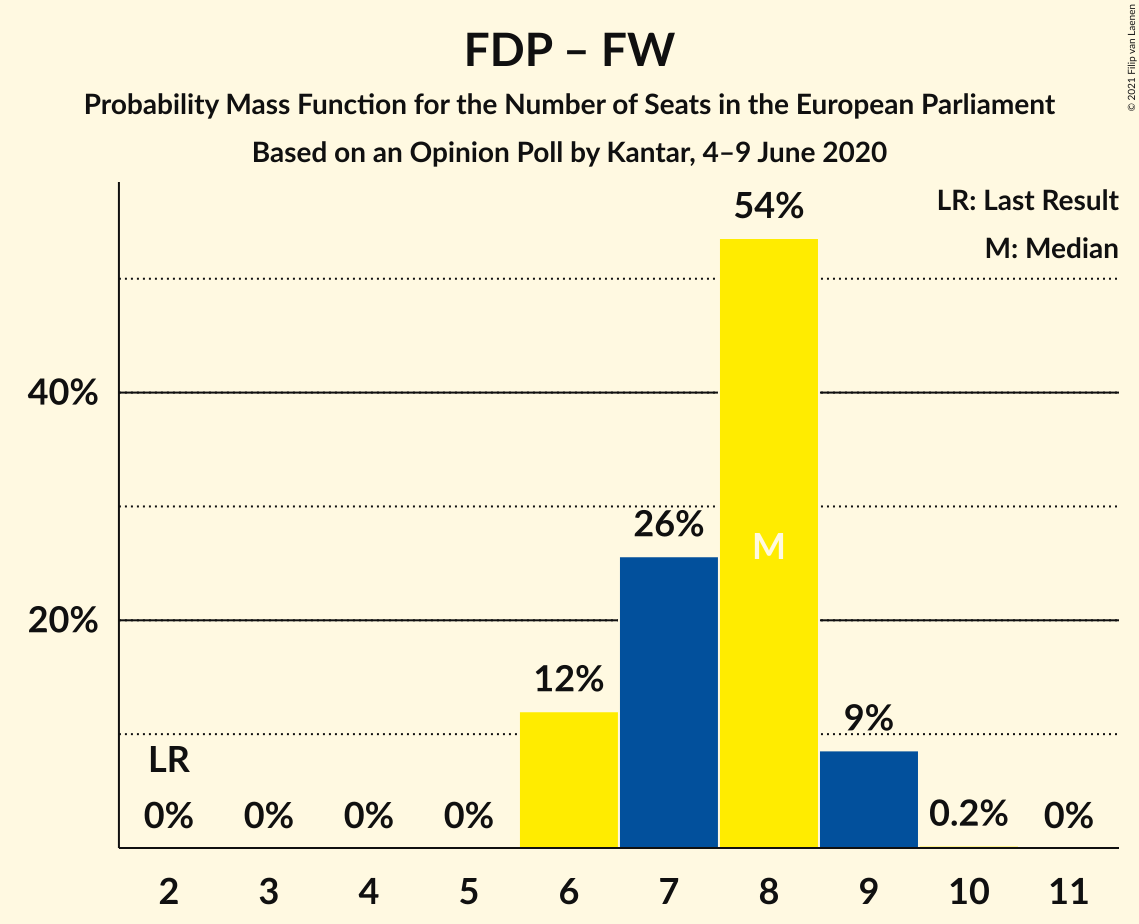 FDP – FW
Probability Mass Function for the Number of Seats in the European Parliament
Based on an Opinion Poll by Kantar, 4–9 June 2020
© 2021 Filip van Laenen
LR: Last Result
M: Median
54%
40%
26%
M
20%
12%
9%
LR
0% 0% 0% 0% 0.2% 0%
2 3 4 5 6 7 8 9 10 11